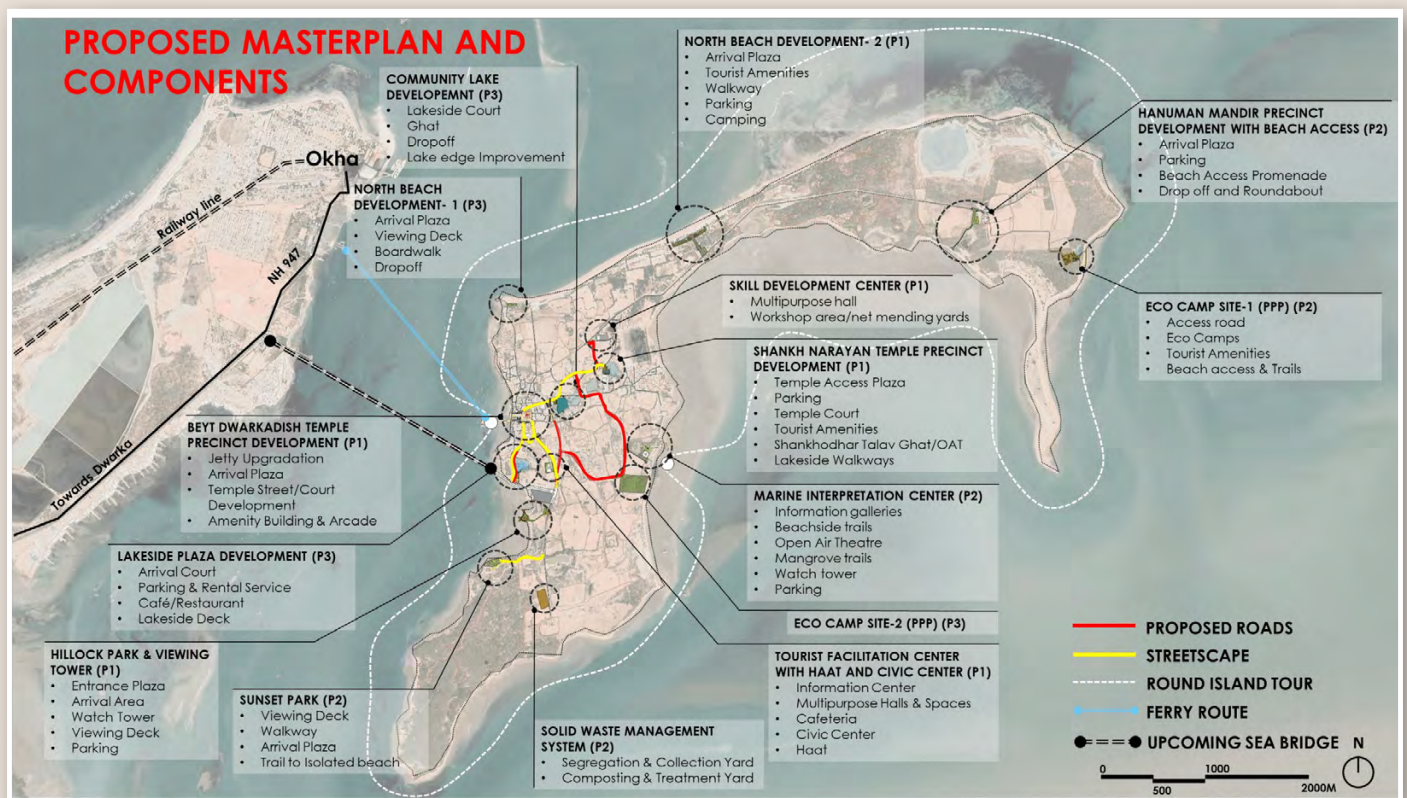 PROPOSED MASTERPLAN AND
COMPONENTS
COMMUNITY LAKE
DEVELOPEMNT (P3)
• Lakeside Court
• Ghat
• Dropoff
• Lake edge Improvement
NORTH BEACH DEVELOPMENT- 2 (P1)
• Arrival Plaza
• Tourist Amenities
• Walkway
• Parking
• Camping
HANUMAN MANDIR PRECINCT
DEVELOPMENT WITH BEACH ACCESS (P2)
• Arrival Plaza
• Parking
• Beach Access Promenade
• Drop off and Roundabout
Okha
Railway line
NH 947
Towards Dwarka
NORTH BEACH
DEVELOPMENT- 1 (P3)
• Arrival Plaza
• Viewing Deck
• Boardwalk
• Dropoff
SKILL DEVELOPMENT CENTER (P1)
• Multipurpose hall
• Workshop area/net mending yards
ECO CAMP SITE-1 (PPP) (P2)
• Access road
• Eco Camps
• Tourist Amenities
• Beach access & Trails
SHANKH NARAYAN TEMPLE PRECINCT
DEVELOPMENT (P1)
• Temple Access Plaza
• Parking
• Temple Court
• Tourist Amenities
• Shankhodhar Talav Ghat/OAT
• Lakeside Walkways
BEYT DWARKADISH TEMPLE
PRECINCT DEVELOPMENT (P1)
• Jetty Upgradation
• Arrival Plaza
• Temple Street/Court
Development
• Amenity Building & Arcade
MARINE INTERPRETATION CENTER (P2)
• Information galleries
• Beachside trails
• Open Air Theatre
• Mangrove trails
• Watch tower
• Parking
LAKESIDE PLAZA DEVELOPMENT (P3)
• Arrival Court
• Parking & Rental Service
• Café/Restaurant
• Lakeside Deck
ECO CAMP SITE-2 (PPP) (P3)
HILLOCK PARK & VIEWING
TOWER (P1)
• Entrance Plaza
• Arrival Area
• Watch Tower
• Viewing Deck
• Parking
SUNSET PARK (P2)
• Viewing Deck
• Walkway
• Arrival Plaza
• Trail to Isolated beach
SOLID WASTE MANAGEMENT
SYSTEM (P2)
• Segregation & Collection Yard
• Composting & Treatment Yard
TOURIST FACILITATION CENTER
WITH HAAT AND CIVIC CENTER (P1)
• Information Center
• Multipurpose Halls & Spaces
• Cafeteria
• Civic Center
• Haat
PROPOSED ROADS
STREETSCAPE
ROUND ISLAND TOUR
FERRY ROUTE
UPCOMING SEA BRIDGE
N
0 1000
500 2000M